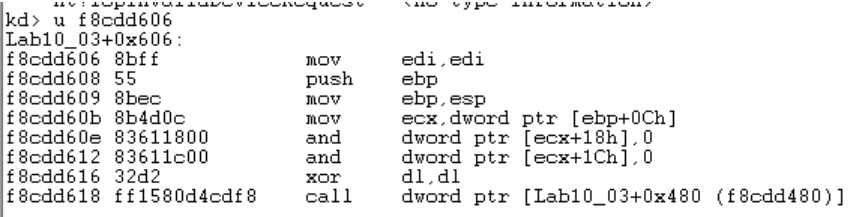 kd> u f8cdd606
Lab10_03+0x606:
f8cdd606 8bff mov edi,edi
f8cdd608 55 push ebp
f8cdd609 8bec mov ebp,esp
f8cdd60b 8b4d0c mov ecx,dword ptr [ebp+0Ch]
f8cdd60e 83611800 and dword ptr [ecx+18h],0
f8cdd612 83611c00 and dword ptr [ecx+1Ch],0
f8cdd616 32d2 xor dl,dl
f8cdd618 ff1580d4cdf8 call dword ptr [Lab10_03+0x480 (f8cdd480)]